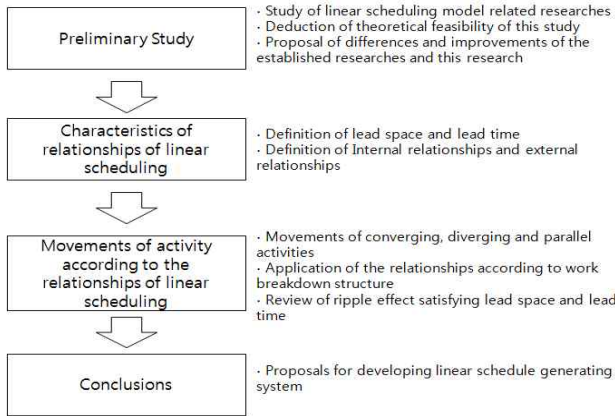 Preliminary Study
· Study of linear scheduling model related researches
· Deduction of theoretical feasibility of this study
· Proposal of differences and improvements of the
established researches and this research
Characteristics of
relationships of linear
scheduling
· Definition of lead space and lead time
· Definition of Internal relationships and external
relationships
Movements of activity
according to the
relationships of linear
scheduling
· Movements of converging, diverging and parallel
activities
· Application of the relationships according to work
breakdown structure
· Review of ripple effect satisfying lead space and lead
time
Conclusions
· Proposals for developing linear schedule generating
system